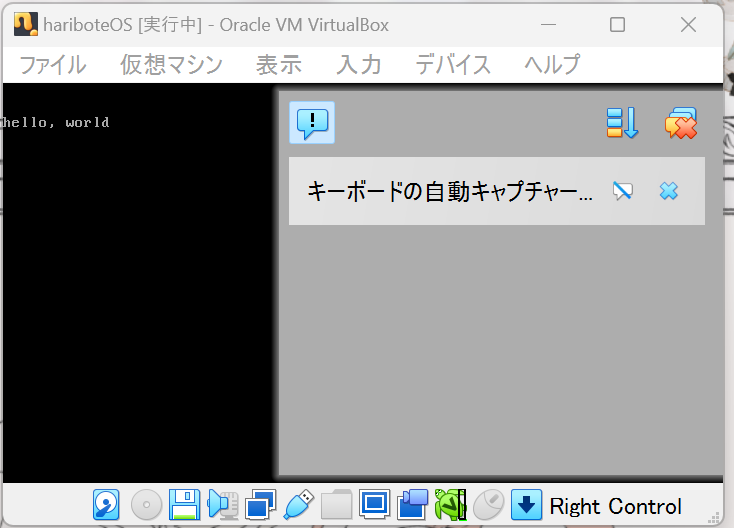 hariboteOS [実行中] - Oracle VM VirtualBox
ファイル 仮想マシン 表示 入力 デバイス ヘルプ
hello, world
キーボードの自動キャプチャー...
Right Control